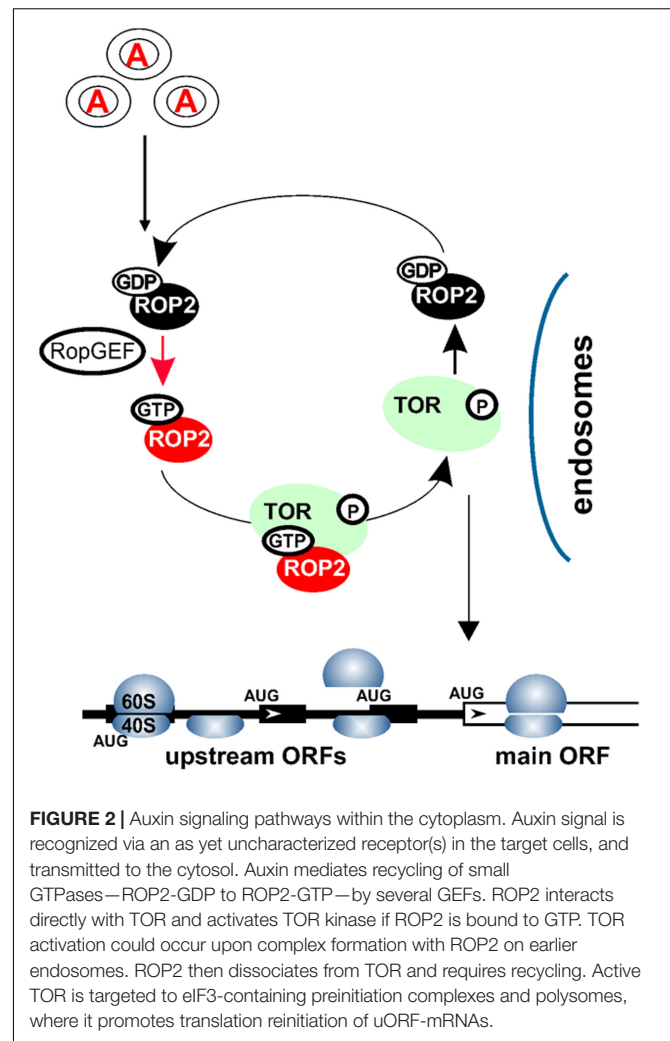 A
A
A
GDP
ROP2
RopGEF
GTP
ROP2
TOR
P
GTP
ROP2
TOR
P
GDP
ROP2
endosomes
60S
40S
AUG
AUG
AUG
AUG
upstream ORFs
main ORF
FIGURE 2 | Auxin signaling pathways within the cytoplasm. Auxin signal is
recognized via an as yet uncharacterized receptor(s) in the target cells, and
transmitted to the cytosol. Auxin mediates recycling of small
GTPases—ROP2-GDP to ROP2-GTP—by several GEFs. ROP2 interacts
directly with TOR and activates TOR kinase if ROP2 is bound to GTP. TOR
activation could occur upon complex formation with ROP2 on earlier
endosomes. ROP2 then dissociates from TOR and requires recycling. Active
TOR is targeted to eIF3-containing preinitiation complexes and polysomes,
where it promotes translation reinitiation of uORF-mRNAs.